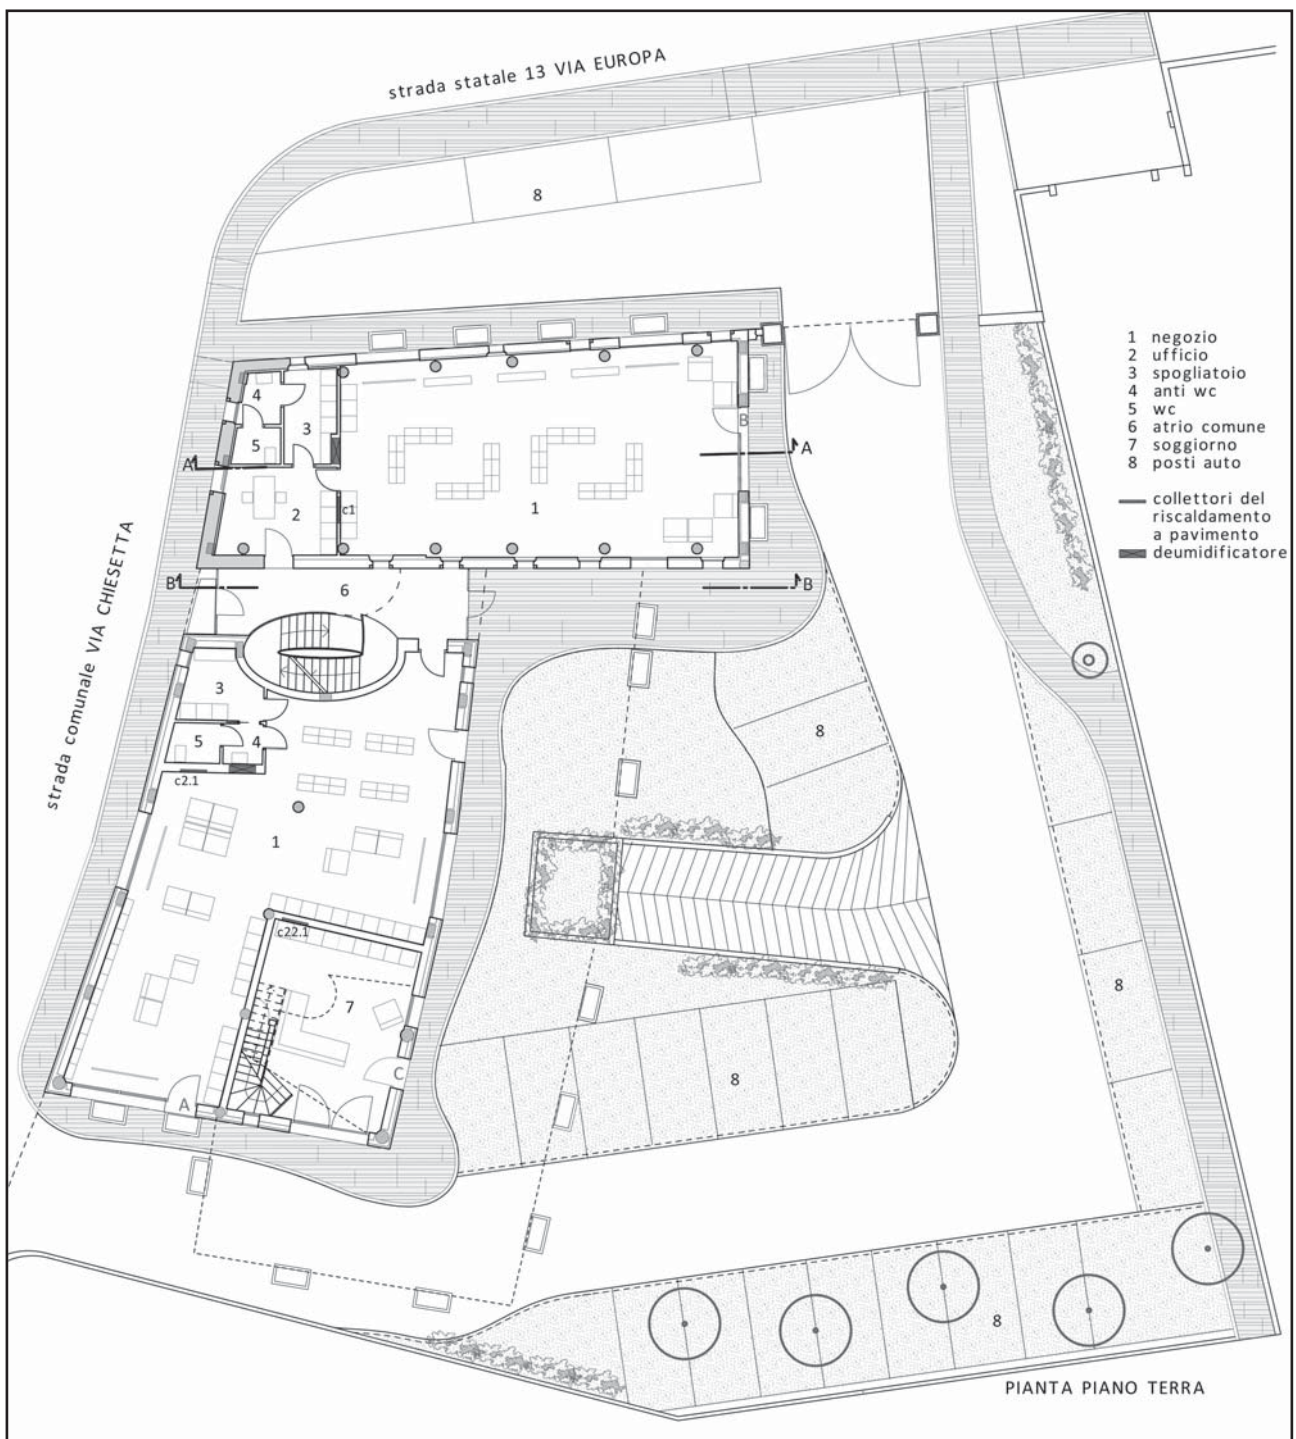 strada statale 13 VIA EUROPA
8
1 negozio
2 ufficio
3 spogliatoio
4 anti wc
5 wc
6 atrio comune
7 soggiorno
8 posti auto
collettori del
riscaldamento
a pavimento
deumidificatore
4
3
5
B
A
A
2
c1
1
B
B
6
strada comunale VIA CHIESETTA
3
5
4
8
c2.1
1
c22.1
7
8
C
8
A
8
PIANTA PIANO TERRA